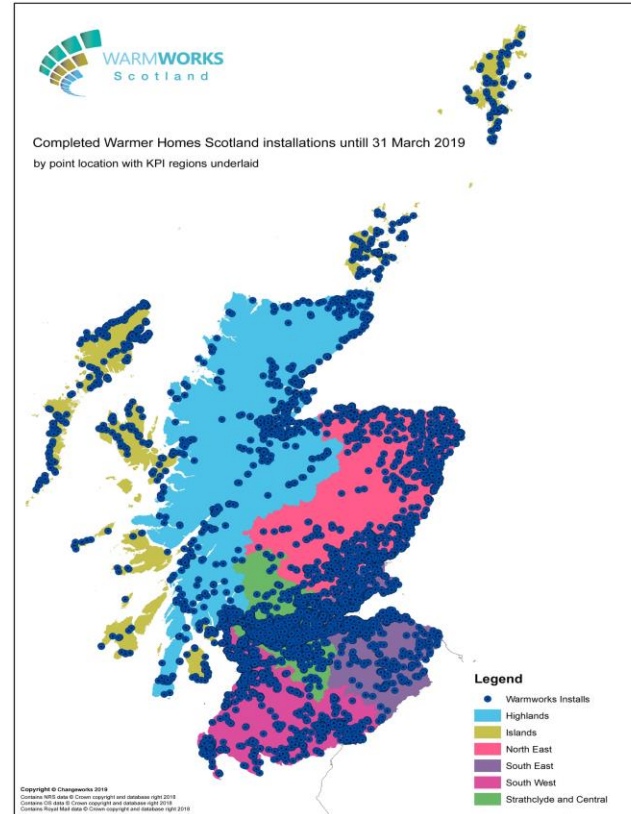 WARMWORKS
Scotland
Completed Warmer Homes Scotland installations untill 31 March 2019
by point location with KPI regions underlaid
Legend
Warmworks Installs
Highlands
Islands
North East
South East
South West
Strathclyde and Central
Copyright © Changeworks 2019
Contains NRS data © Crown copyright and database right 2018
Contains OS data © Crown copyright and database right 2018
Contains Royal Mail data © Crown copyright and database right 2018